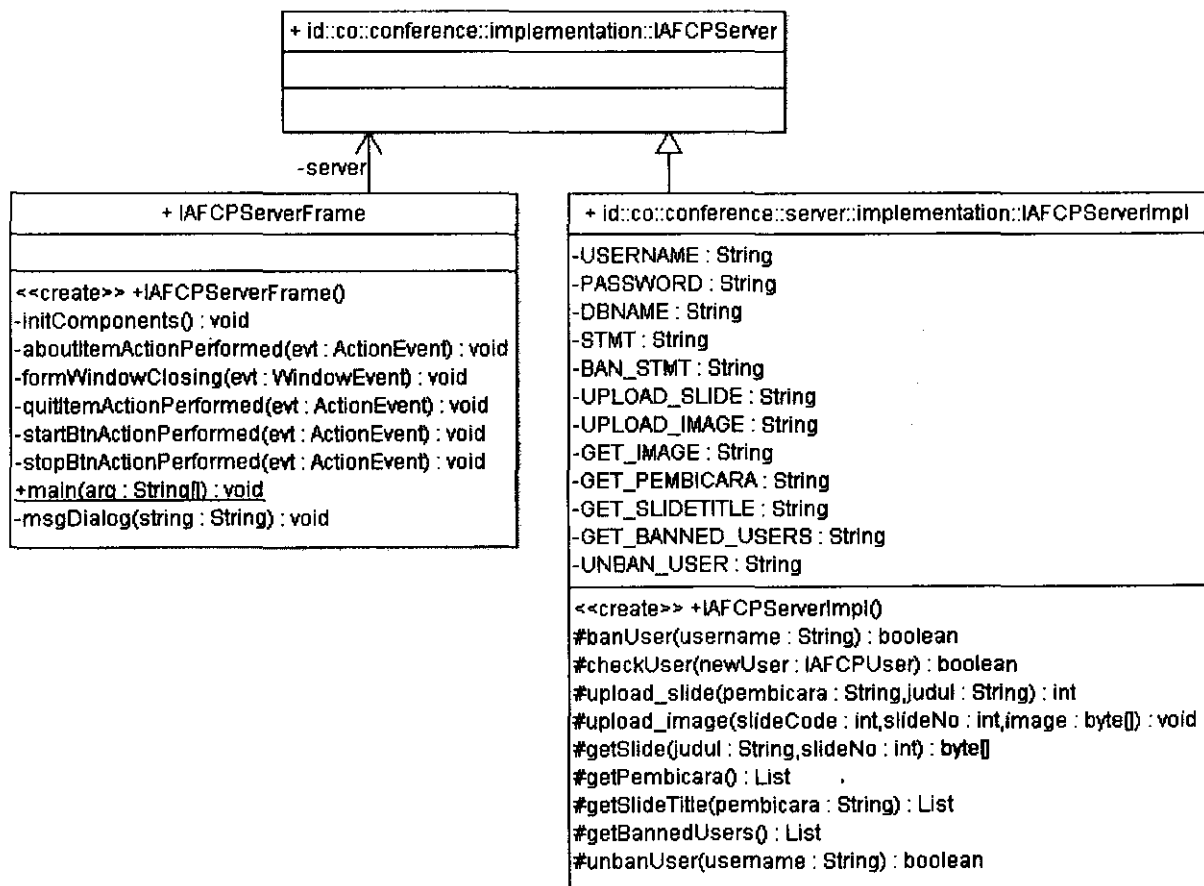 + id::co::conference::implementation::IAFCPServer
-server
+ IAFCPServerFrame
<<create>> +IAFCPServerFrame()
-initComponents() : void
-aboutItemActionPerformed(evt : ActionEvent) : void
-formWindowClosing(evt : WindowEvent) : void
-quitItemActionPerformed(evt : ActionEvent) : void
-startBtnActionPerformed(evt : ActionEvent) : void
-stopBtnActionPerformed(evt : ActionEvent) : void
+main(arg : String[]) : void
-msgDialog(string : String) : void
+ id::co::conference::server::implementation::IAFCPServerImpl
-USERNAME : String
-PASSWORD : String
-DBNAME : String
-STMT : String
-BAN_STMT : String
-UPLOAD_SLIDE : String
-UPLOAD_IMAGE : String
-GET_IMAGE : String
-GET_PEMBICARA : String
-GET_SLIDETITLE : String
-GET_BANNED_USERS : String
-UNBAN_USER : String
<<create>> +IAFCPServerImpl()
#banUser(username : String) : boolean
#checkUser(newUser : IAFCPUser) : boolean
#upload_slide(pembicara : String,judul : String) : int
#upload_image(slideCode : int,slideNo : int,image : byte[]) : void
#getSlide(judul : String,slideNo : int) : byte[]
#getPembicara() : List
#getSlideTitle(pembicara : String) : List
#getBannedUsers() : List
#unbanUser(username : String) : boolean